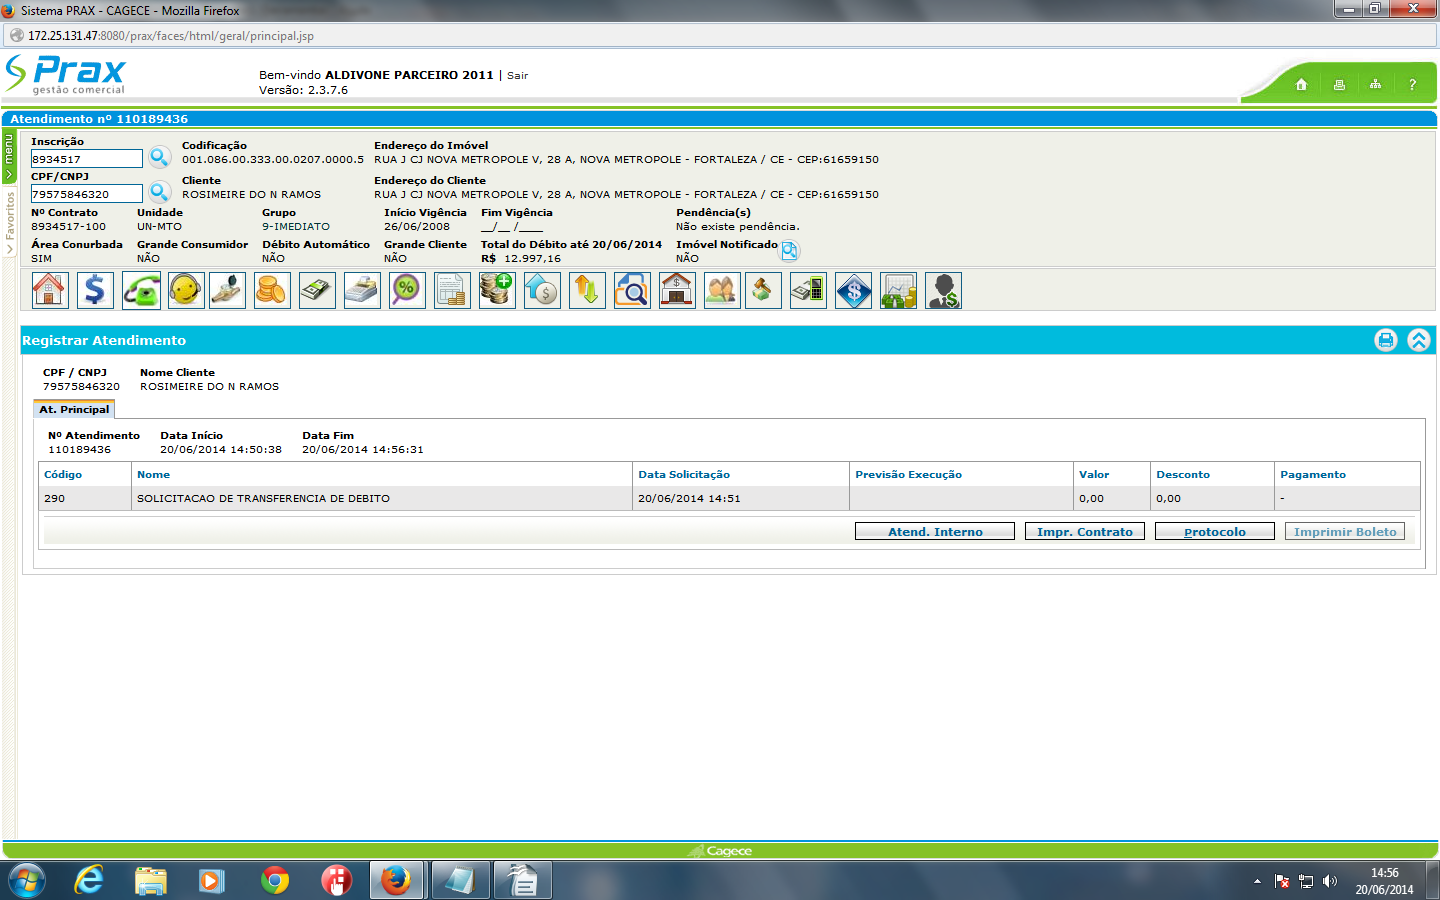 Sistema PRAX - CAGECE - Mozilla Firefox
172.25.131.47:8080/prax/faces/html/geral/principal.jsp
Prax
gestão comercial
Bem-vindo ALDIVONE PARCEIRO 2011 | Sair
Versão: 2.3.7.6
?
Atendimento nº 110189436
menu
Favoritos
Inscrição Codificação Endereço do Imóvel
8934517 001.086.00.333.00.0207.0000.5 RUA J CJ NOVA METROPOLE V, 28 A, NOVA METROPOLE - FORTALEZA / CE - CEP:61659150
CPF/CNPJ Cliente Endereço do Cliente
79575846320 ROSIMEIRE DO N RAMOS RUA J CJ NOVA METROPOLE V, 28 A, NOVA METROPOLE - FORTALEZA / CE - CEP:61659150
Nº Contrato Unidade Grupo Início Vigência Fim Vigência Pendência(s)
8934517-100 UN-MTO 9-IMEDIATO 26/06/2008 __/__ /____ Não existe pendência.
Área Conurbada Grande Consumidor Débito Automático Grande Cliente Total do Débito até 20/06/2014 Imóvel Notificado
SIM NÃO NÃO NÃO R$ 12.997,16 NÃO
Registrar Atendimento
CPF / CNPJ Nome Cliente
79575846320 ROSIMEIRE DO N RAMOS
At. Principal
Nº Atendimento Data Início Data Fim
110189436 20/06/2014 14:50:38 20/06/2014 14:56:31
Código Nome Data Solicitação Previsão Execução Valor Desconto Pagamento
290 SOLICITACAO DE TRANSFERENCIA DE DEBITO 20/06/2014 14:51 0,00 0,00 -
Atend. Interno Impr. Contrato Protocolo Imprimir Boleto
Cagece
14:56
20/06/2014